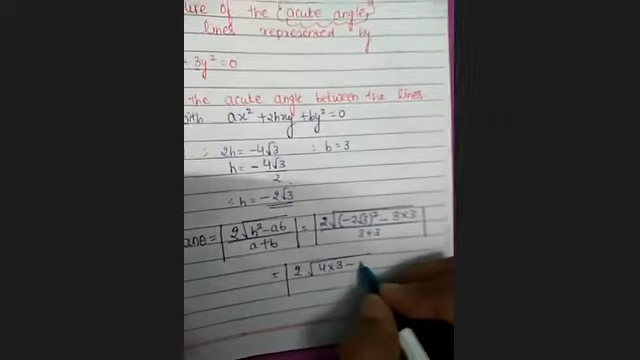 of the (acute angle)
lines represented by
3y² = 0
the acute angle between the lines
ax² + 2hxy + by² = 0
∴ 2h = -4√3 : b = 3
h = -4√3 / 2
∴ h = -2√3
tanθ = | 2√(h² - ab) / (a + b) | = | 2√((-2√3)² - 3×3) / (3 + 3) |
= | 2√4×3 -